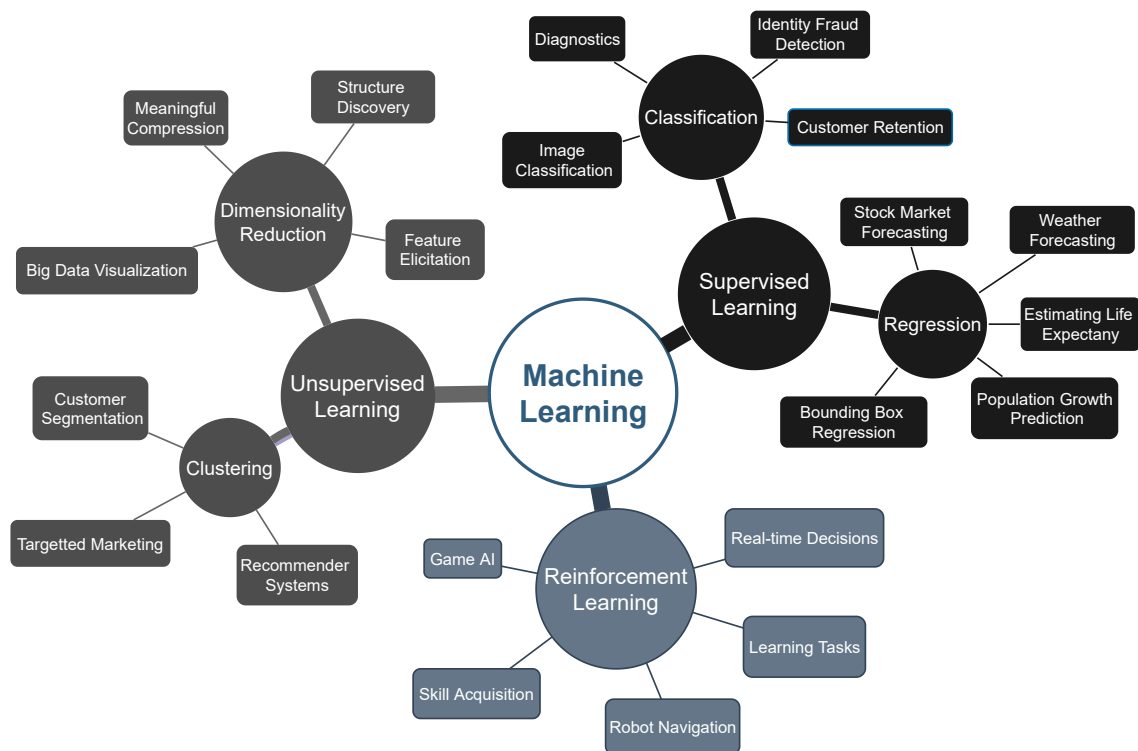 Machine
Learning
Supervised
Learning
Classification
Diagnostics
Identity Fraud
Detection
Customer Retention
Image
Classification
Regression
Stock Market
Forecasting
Weather
Forecasting
Estimating Life
Expectany
Population Growth
Prediction
Bounding Box
Regression
Unsupervised
Learning
Dimensionality
Reduction
Meaningful
Compression
Structure
Discovery
Feature
Elicitation
Big Data Visualization
Clustering
Customer
Segmentation
Targetted Marketing
Recommender
Systems
Reinforcement
Learning
Game AI
Real-time Decisions
Learning Tasks
Robot Navigation
Skill Acquisition